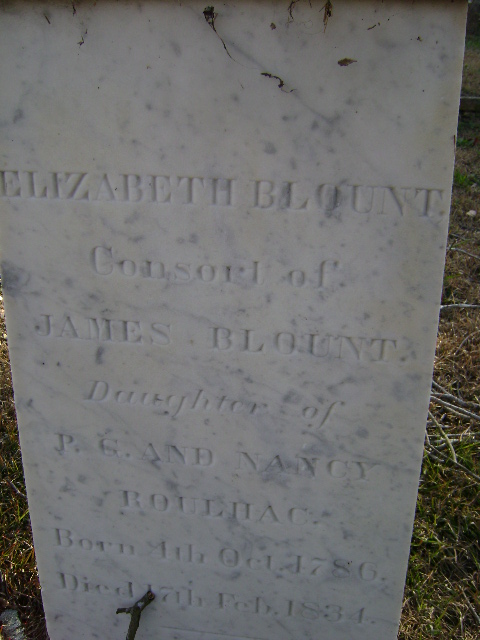 ELIZABETH BLOUNT
Consort of
JAMES BLOUNT.
Daughter of
P. G. AND NANCY
ROULHAC.
Born 4th Oct. 1786.
Died 17th Feb. 1834.